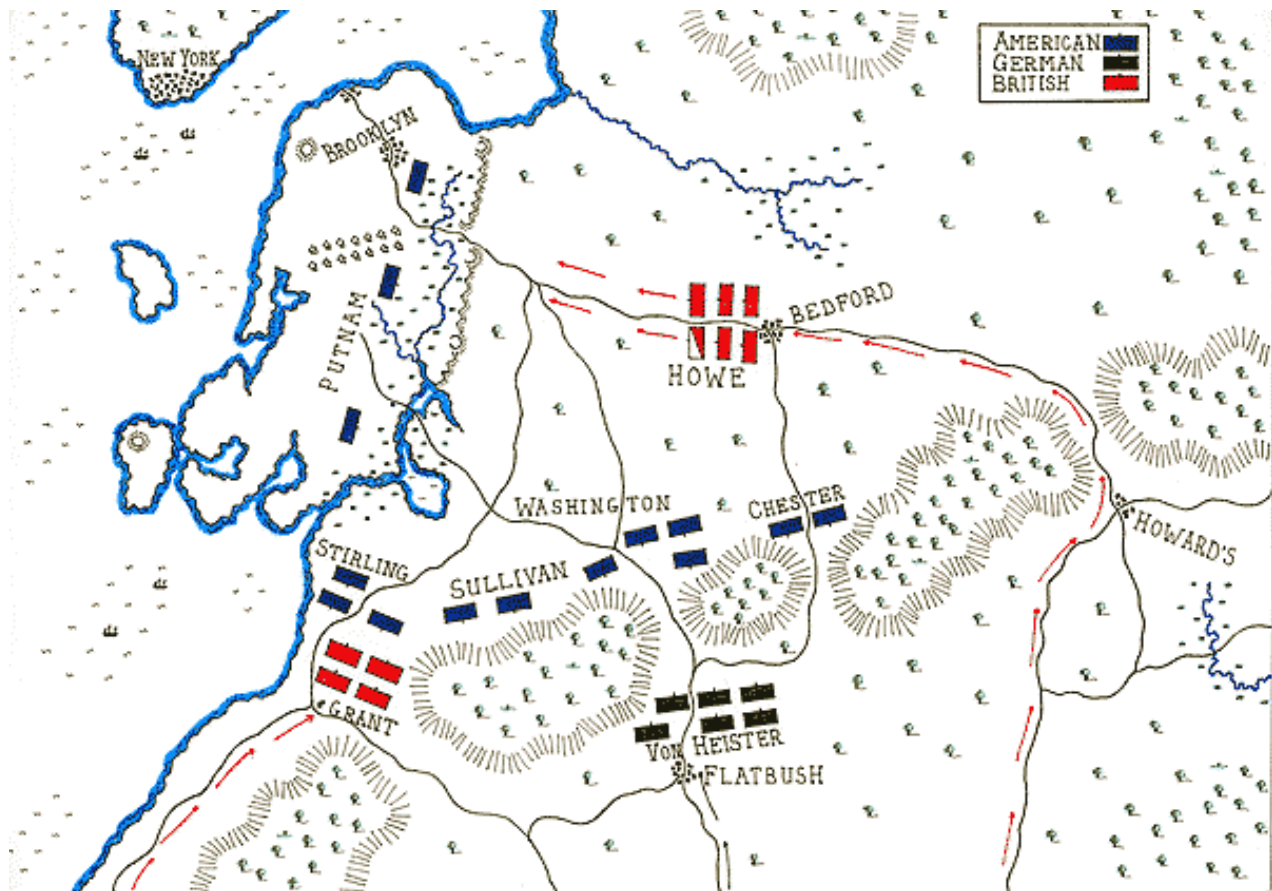 NEW YORK
AMERICAN
GERMAN
BRITISH
BROOKLYN
PUTNAM
BEDFORD
HOWE
WASHINGTON
CHESTER
HOWARD'S
STIRLING
SULLIVAN
GRANT
VON HEISTER
FLATBUSH